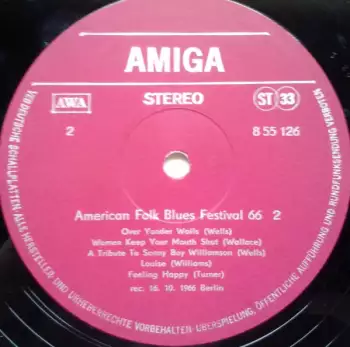 AMIGA
AWA
STEREO
ST 33
2
8 55 126
American Folk Blues Festival 66 2
Over Yonder Walls (Wells)
Women Keep Your Mouth Shut (Wallace)
A Tribute To Sonny Boy Williamson (Wells)
Louise (Williams)
Feeling Happy (Turner)
rec: 16. 10. 1966 Berlin
VEB DEUTSCHE SCHALLPLATTEN · ALLE HERSTELLER- UND URHEBERRECHTE VORBEHALTEN · ÜBERSPIELUNG, ÖFFENTLICHE AUFFÜHRUNG UND RUNDFUNKSENDUNG VERBOTEN